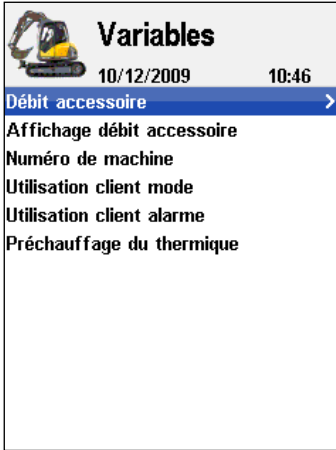 Variables
10/12/2009 10:46
Débit accessoire
Affichage débit accessoire
Numéro de machine
Utilisation client mode
Utilisation client alarme
Préchauffage du thermique